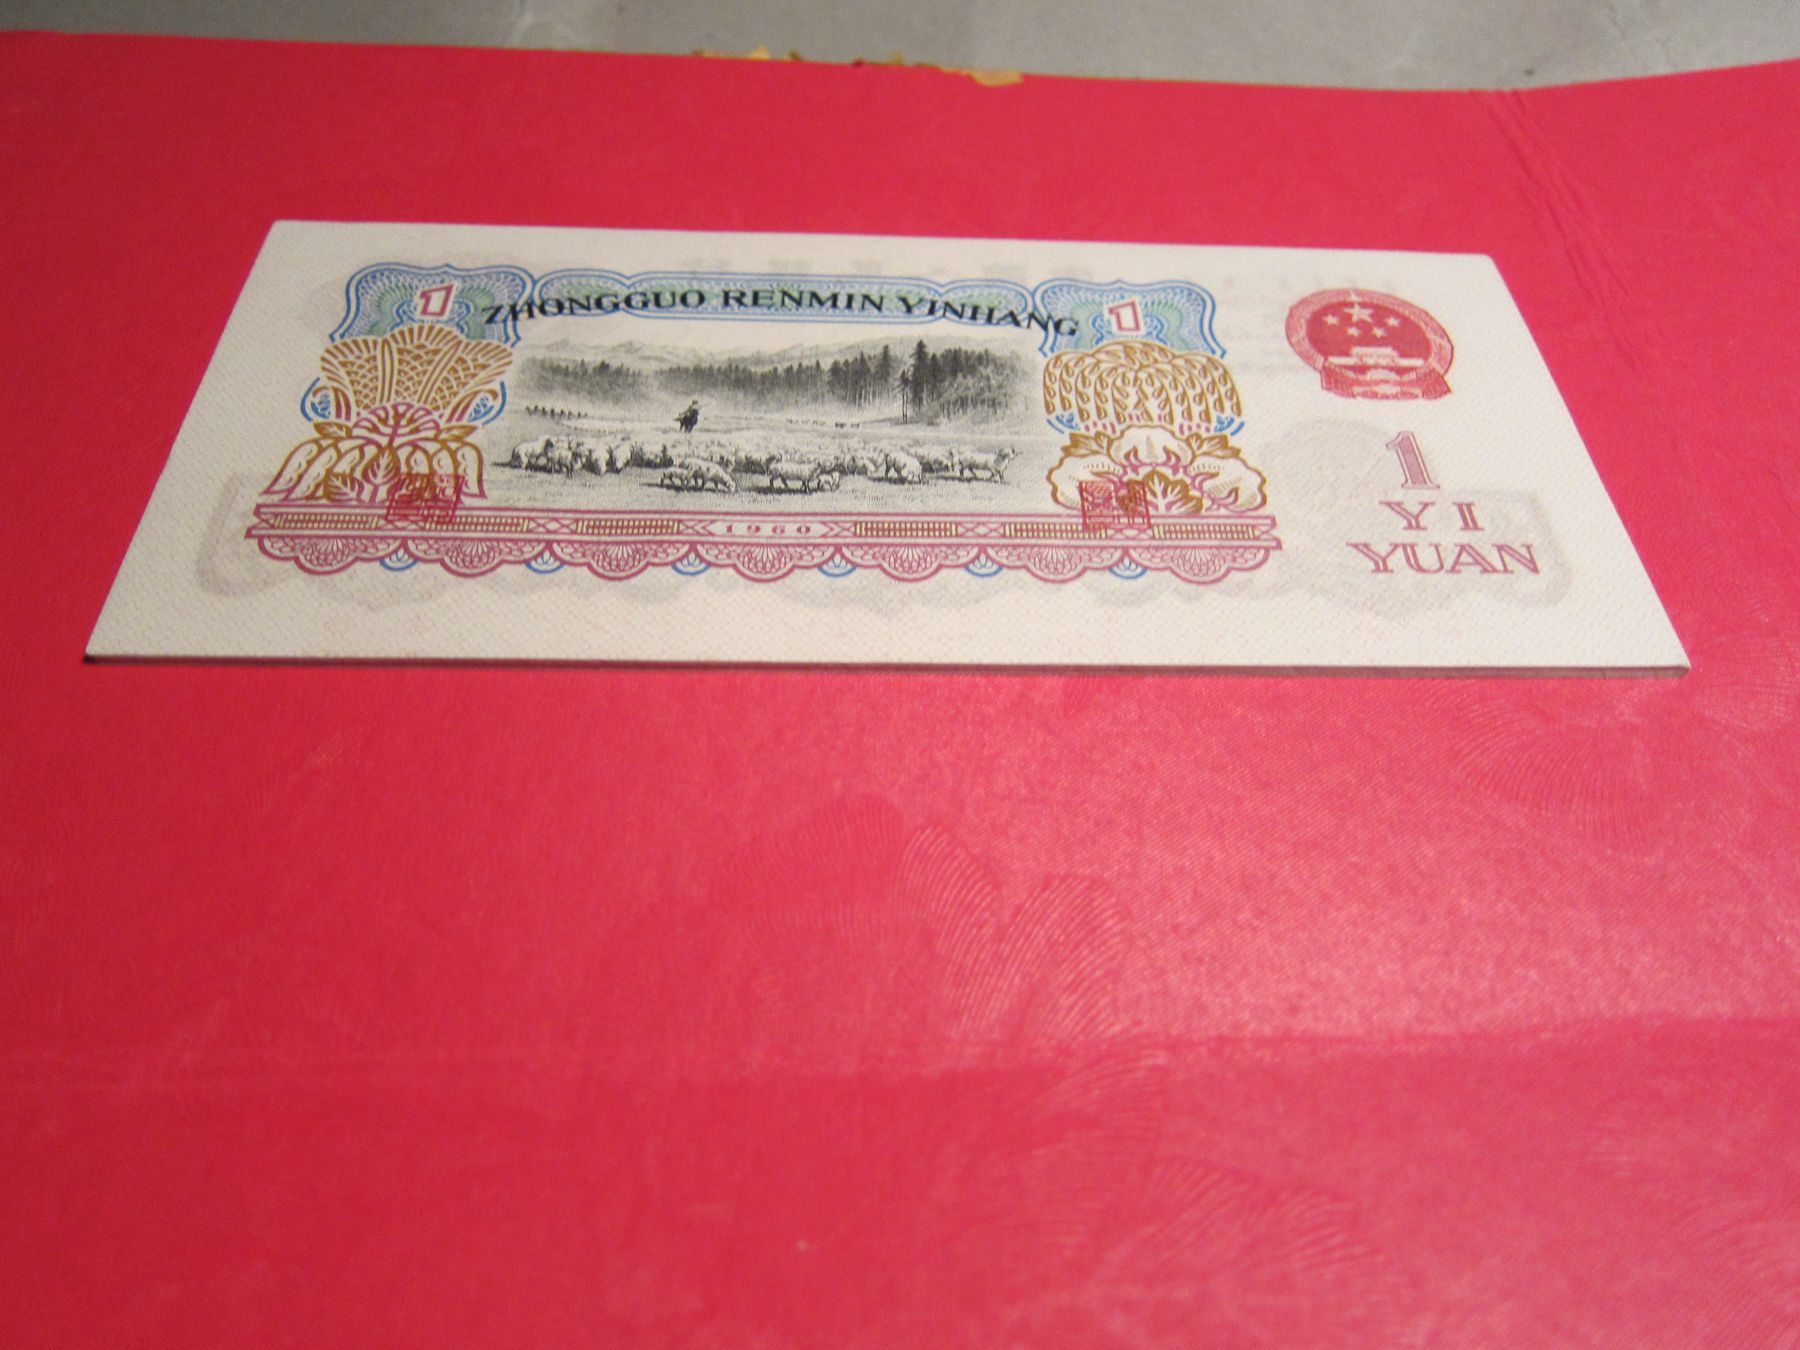 1 ZHONGGUO RENMIN YINHANG 1
1960
1
YI
YUAN